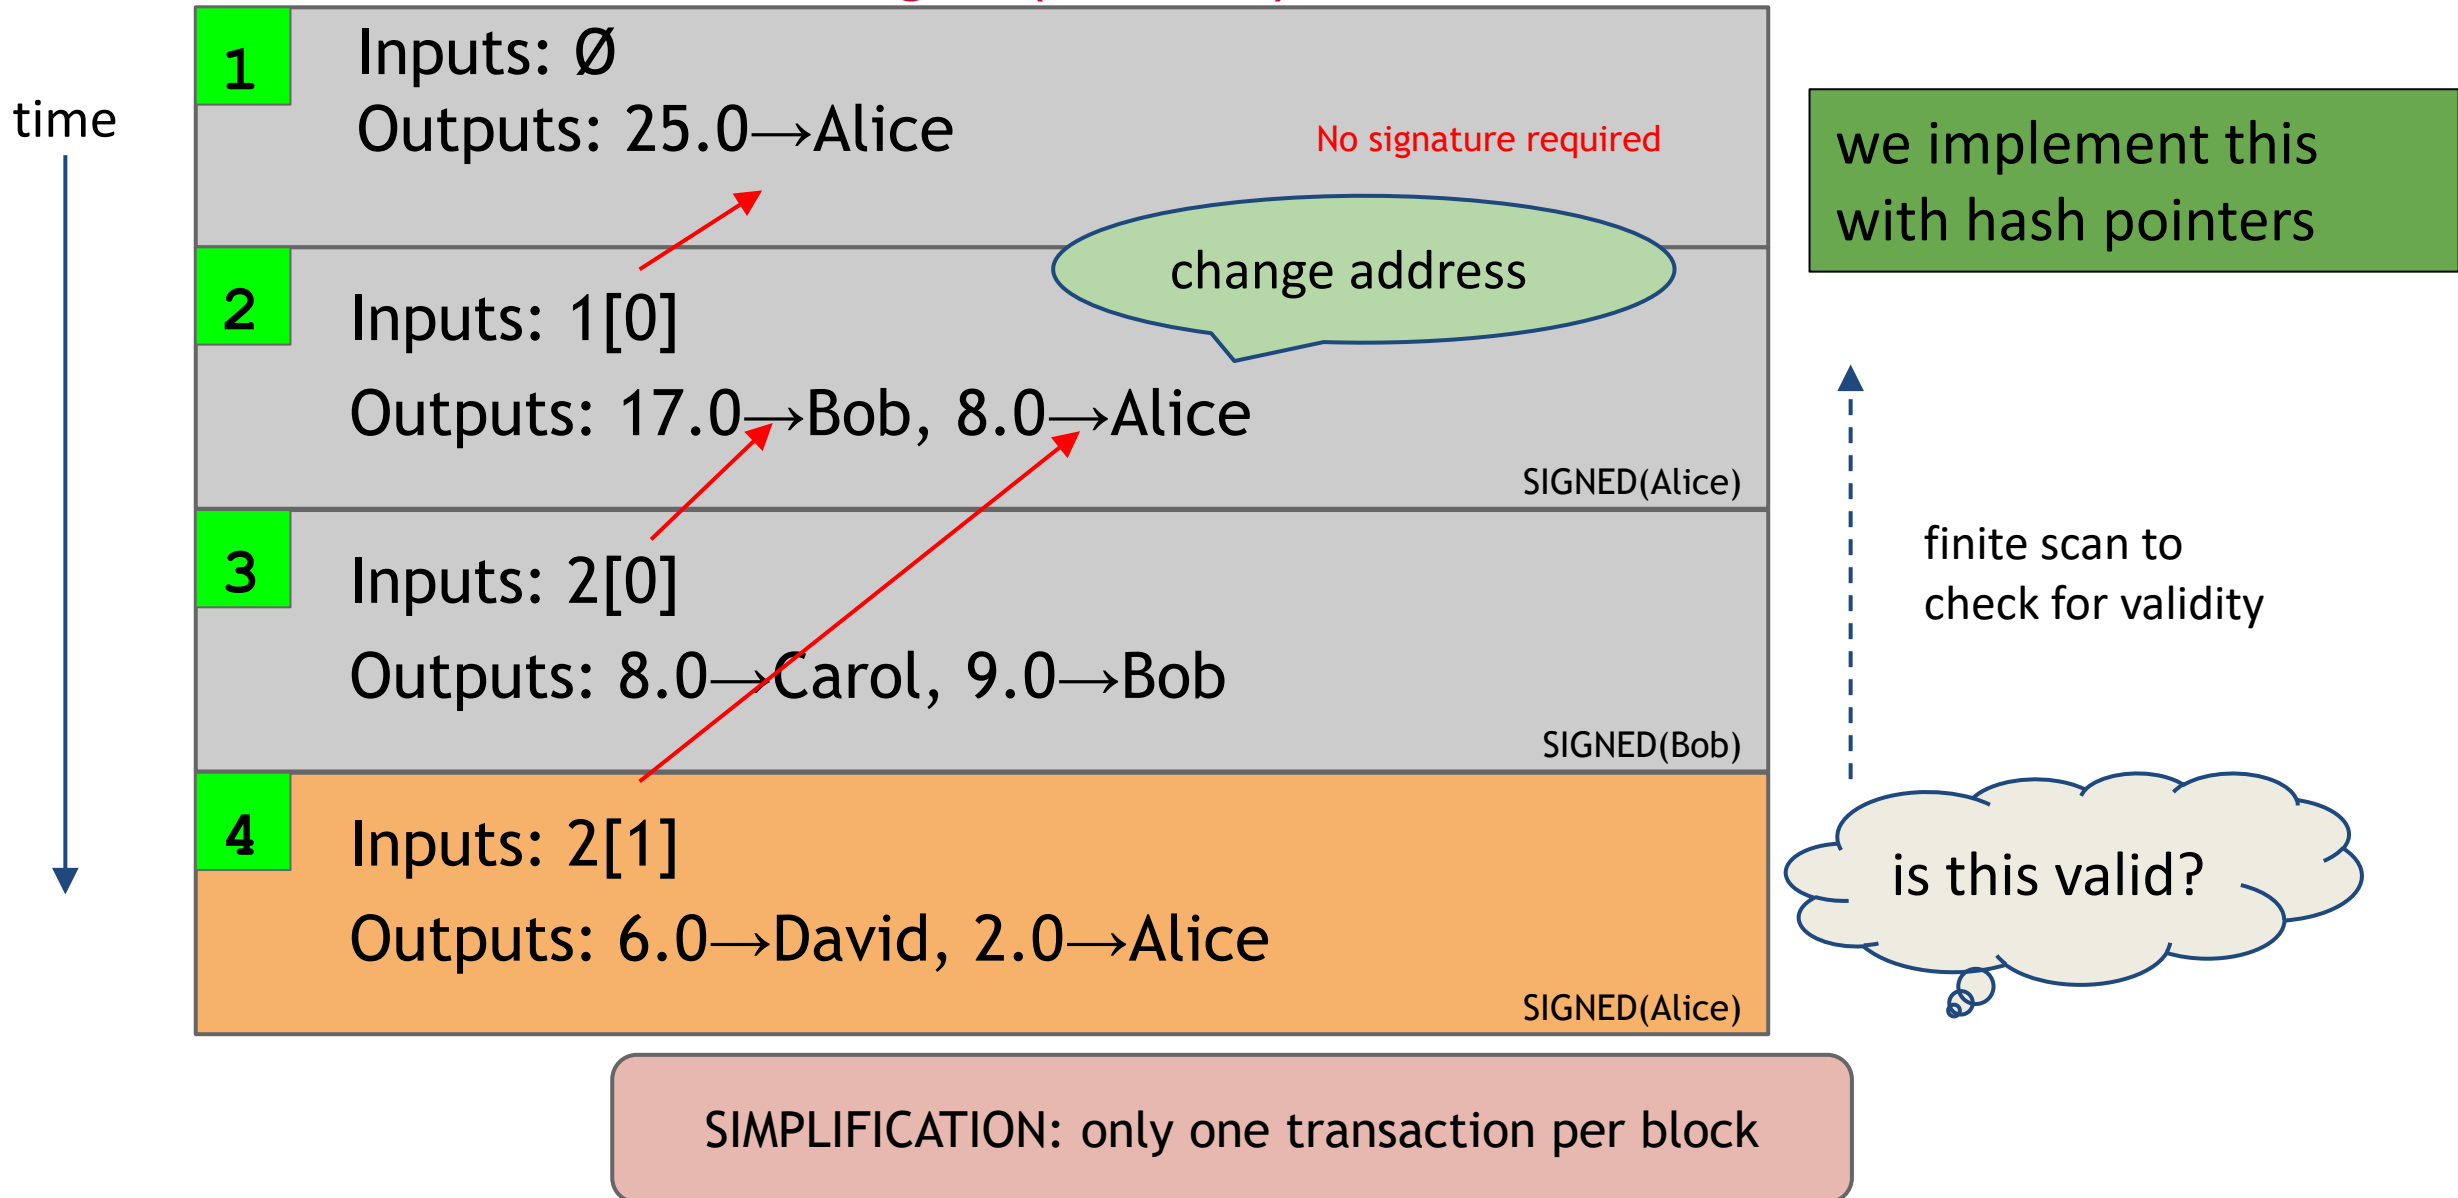 time
1
Inputs: Ø
Outputs: 25.0→Alice
No signature required
we implement this
with hash pointers
change address
2
Inputs: 1[0]
Outputs: 17.0→Bob, 8.0→Alice
SIGNED(Alice)
3
Inputs: 2[0]
Outputs: 8.0→Carol, 9.0→Bob
SIGNED(Bob)
finite scan to
check for validity
4
Inputs: 2[1]
Outputs: 6.0→David, 2.0→Alice
SIGNED(Alice)
is this valid?
SIMPLIFICATION: only one transaction per block